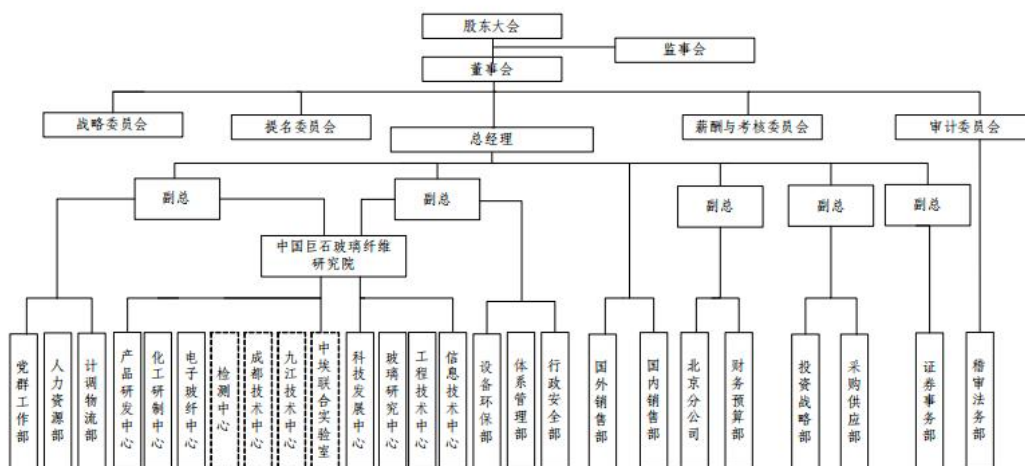 股东大会
监事会
董事会
战略委员会
提名委员会
总经理
薪酬与考核委员会
审计委员会
副总
副总
副总
副总
副总
中国巨石玻璃纤维
研究院
党群工作部
人力资源部
计调物流部
产品研发中心
化工研制中心
电子玻纤中心
检测中心
成都技术中心
九江技术中心
中埃联合实验室
科技发展中心
玻璃研究中心
工程技术中心
信息技术中心
设备环保部
体系管理部
行政安全部
国外销售部
国内销售部
北京分公司
财务预算部
投资战略部
采购供应部
证券事务部
稽审法务部